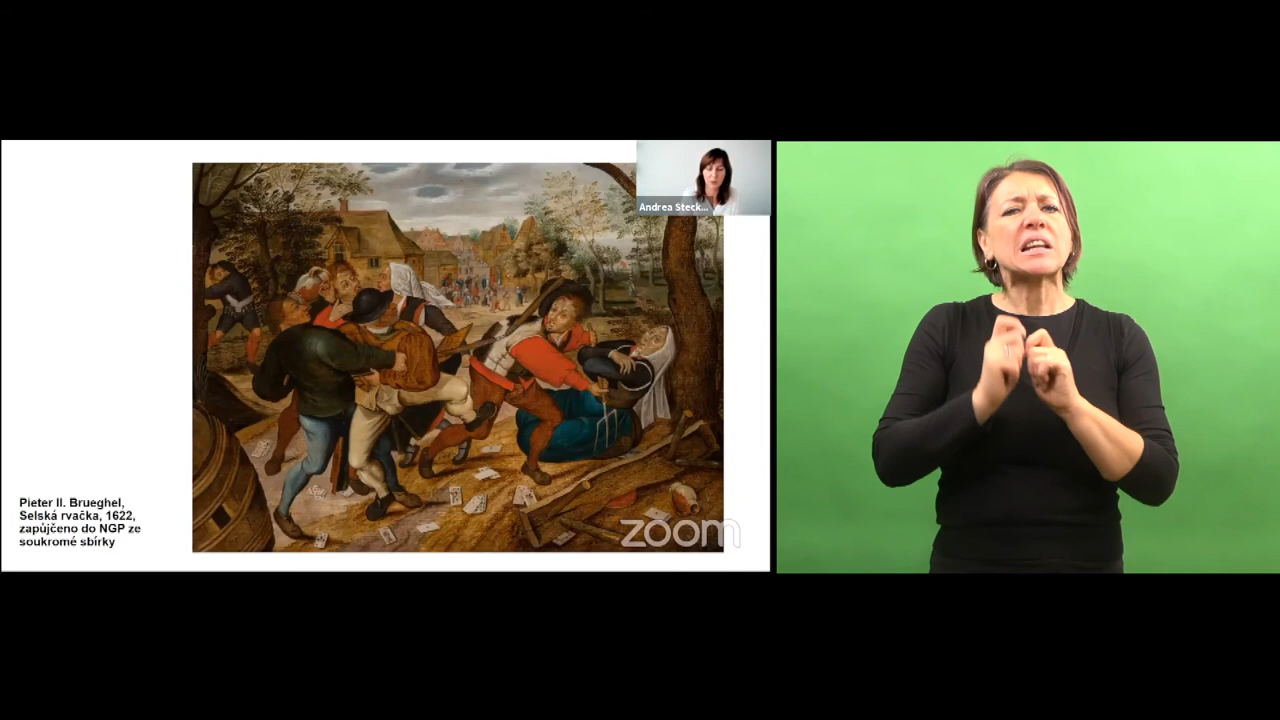 Andrea Steck...
Pieter II. Brueghel,
Selská rvačka, 1622,
zapůjčeno do NGP ze
soukromé sbírky
zoom